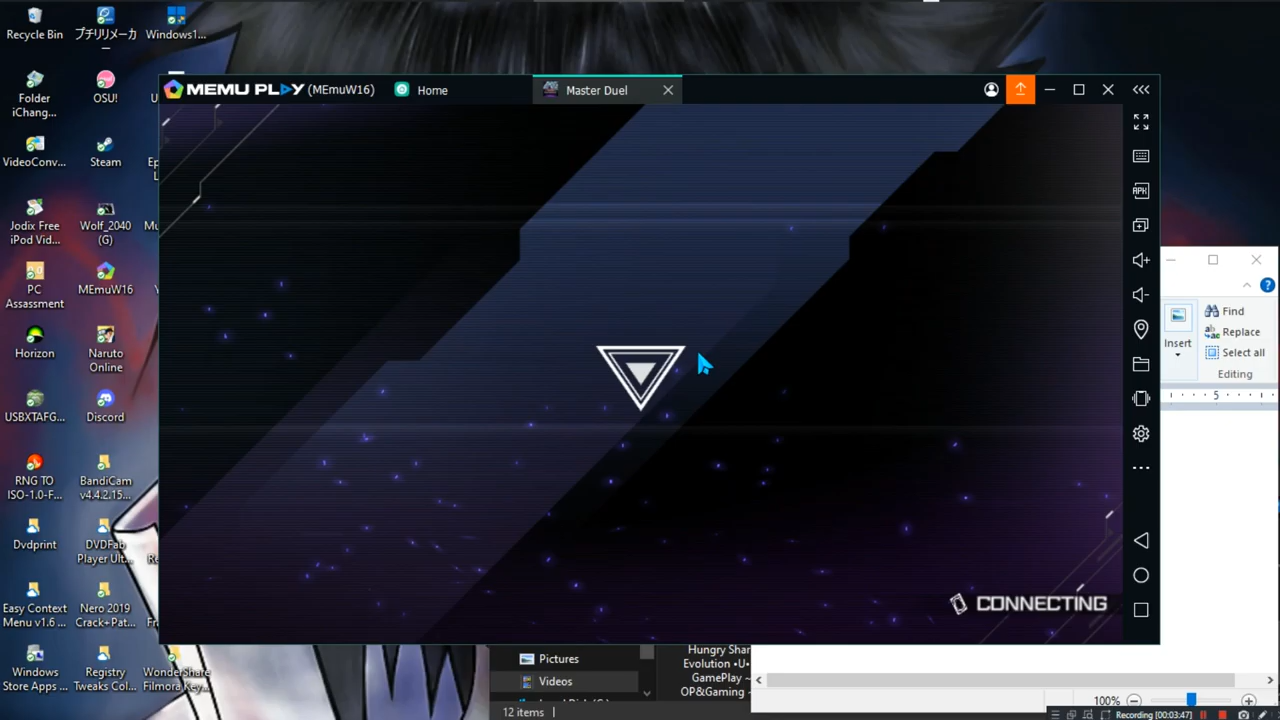 Recycle Bin
プチリメーカー
Windows1...
Folder iChang...
OSU!
VideoConv...
Steam
Jodix Free iPod Vid...
Wolf_2040 (G)
PC Assassment
MEmuW16
Horizon
Naruto Online
USBXTAFG...
Discord
RNG TO ISO-1.0-F...
BandiCam v4.4.2.15...
Dvdprint
DVDFab Player Ult...
Easy Context Menu v1.6 ...
Nero 2019 Crack+Pat...
Windows Store Apps ...
Registry Tweaks Col...
WonderShare Filmora Key...
MEMU PLAY (MEmuW16)
Home
Master Duel
APK
CONNECTING
Find
Replace
Select all
Insert
Editing
5
Pictures
Videos
12 items
Hungry Shar
Evolution •U•
GamePlay ~
OP&Gaming ~
100%
Recording [00:03:47]